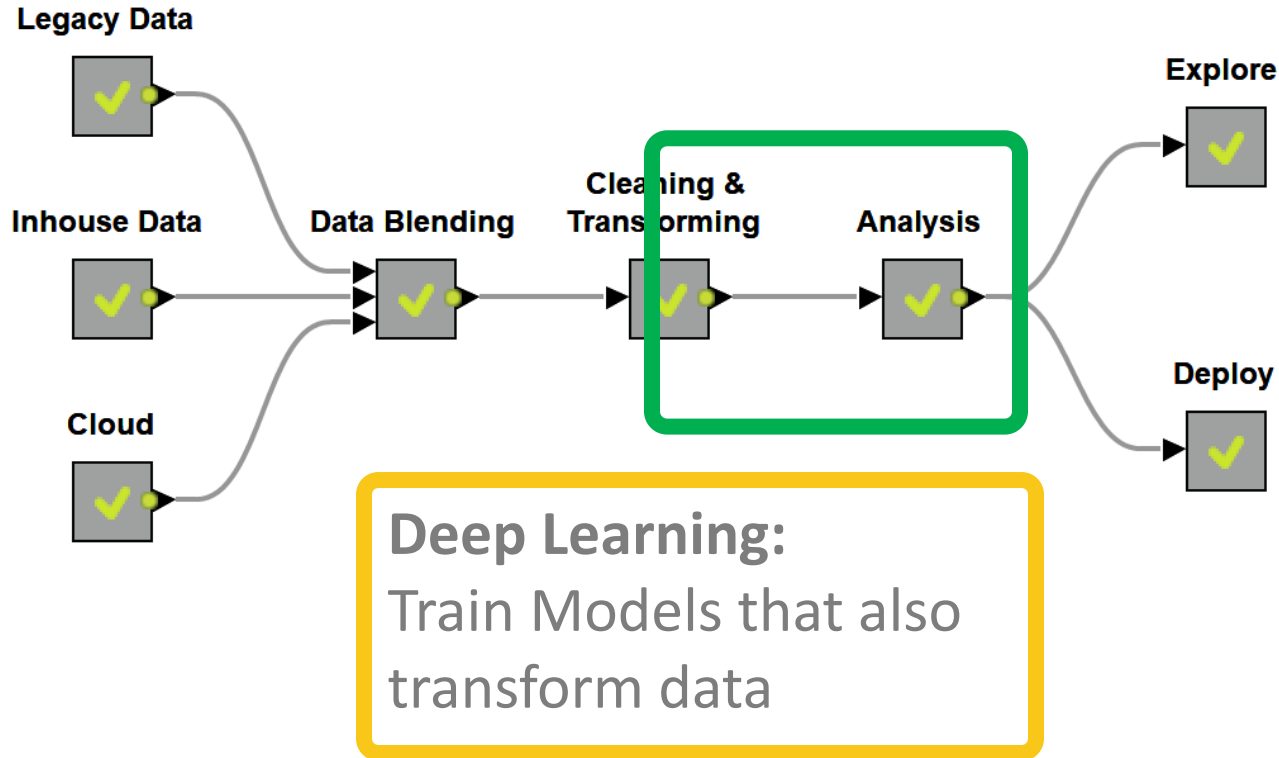 Legacy Data
Explore
Cleaning &
Inhouse Data
Data Blending
Transforming
Analysis
Cloud
Deploy
Deep Learning:
Train Models that also
transform data